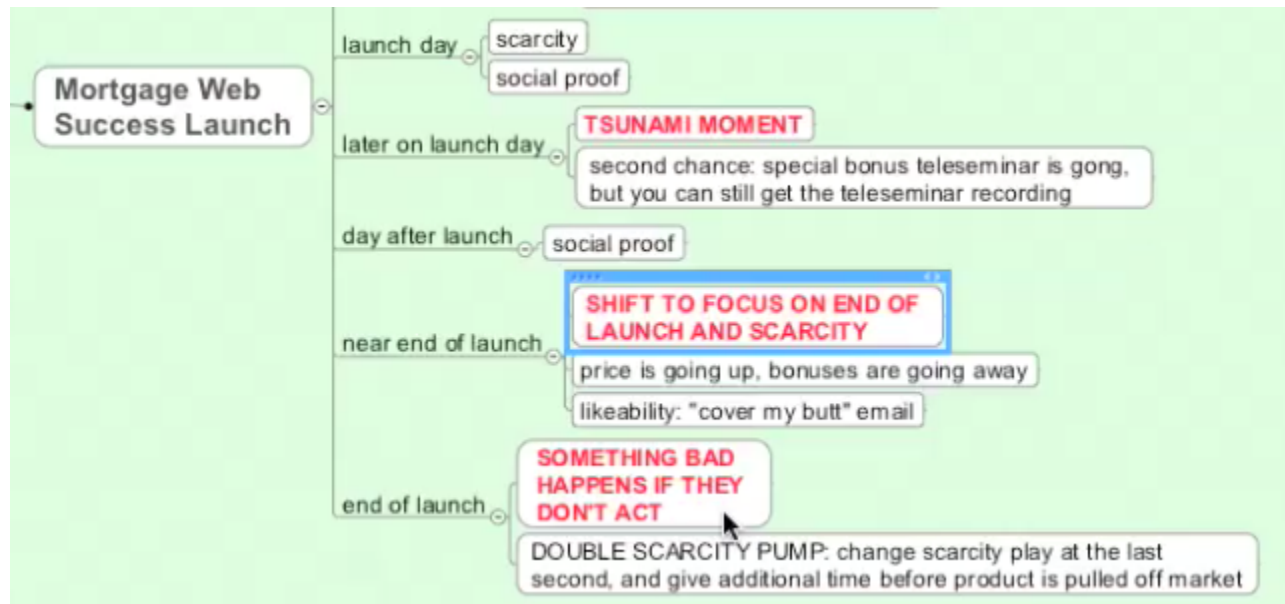 launch day
scarcity
social proof
Mortgage Web
Success Launch
later on launch day
TSUNAMI MOMENT
second chance: special bonus teleseminar is gong,
but you can still get the teleseminar recording
day after launch
social proof
near end of launch
SHIFT TO FOCUS ON END OF
LAUNCH AND SCARCITY
price is going up, bonuses are going away
likeability: "cover my butt" email
end of launch
SOMETHING BAD
HAPPENS IF THEY
DON'T ACT
DOUBLE SCARCITY PUMP: change scarcity play at the last
second, and give additional time before product is pulled off market